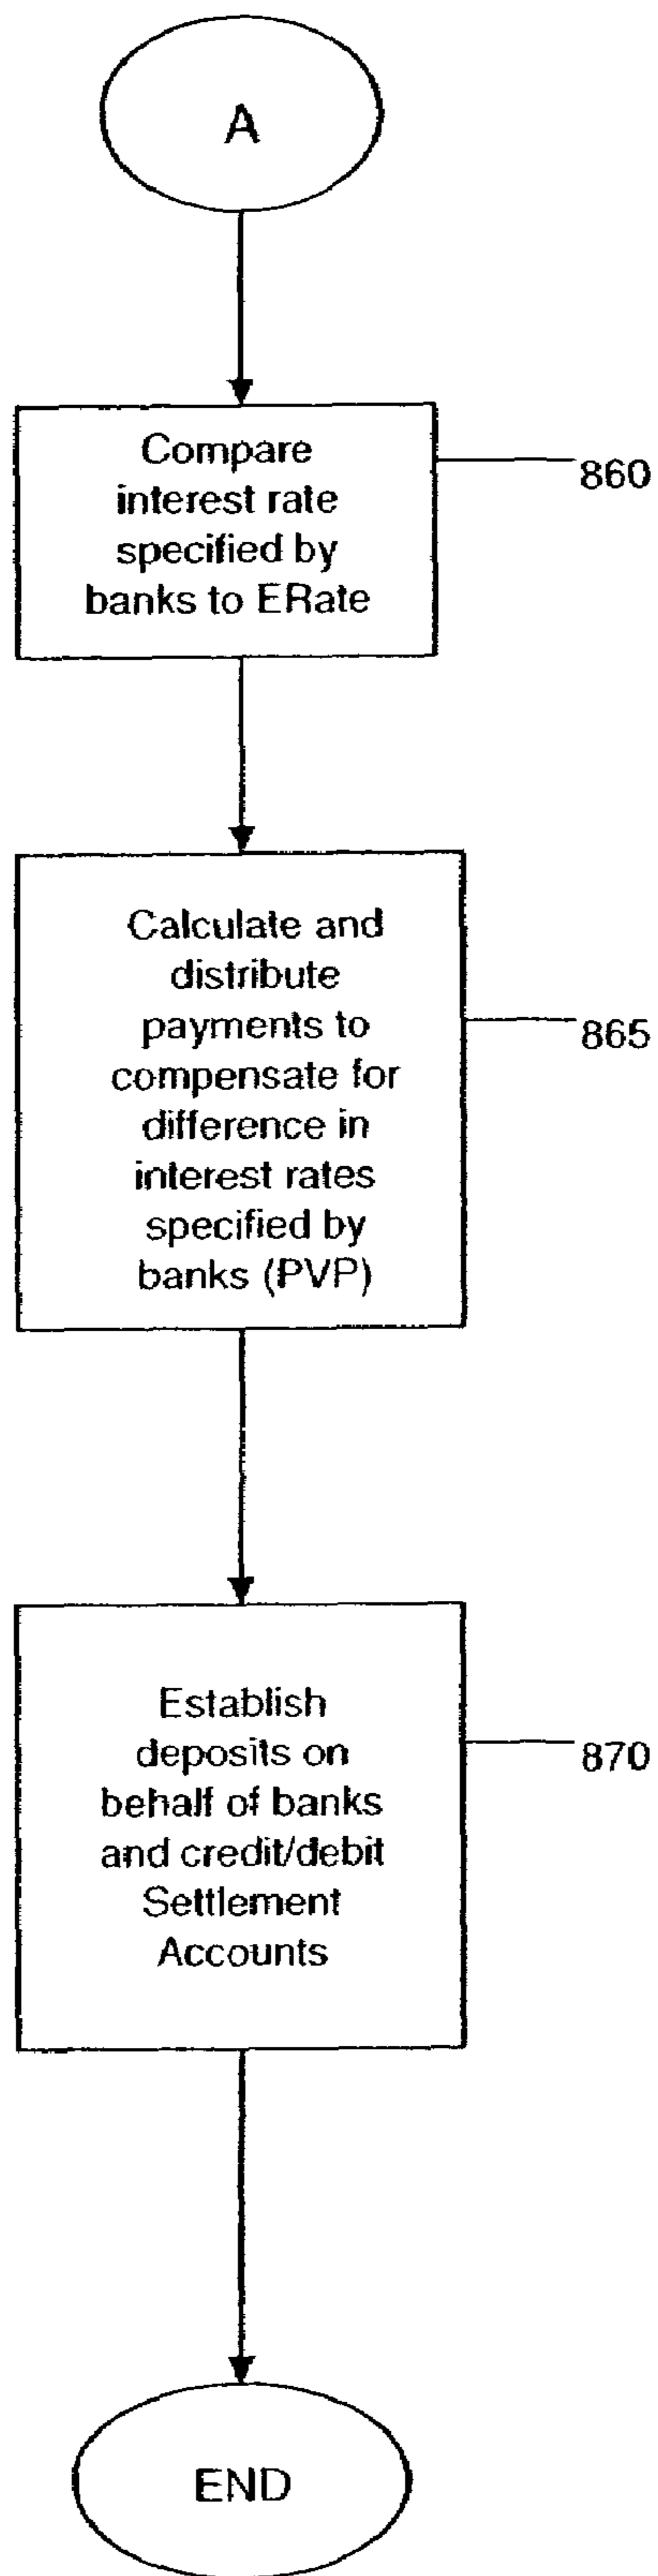 A
Compare
interest rate
specified by
banks to ERate
860
Calculate and
distribute
payments to
compensate for
difference in
interest rates
specified by
banks (PVP)
865
Establish
deposits on
behalf of banks
and credit/debit
Settlement
Accounts
870
END